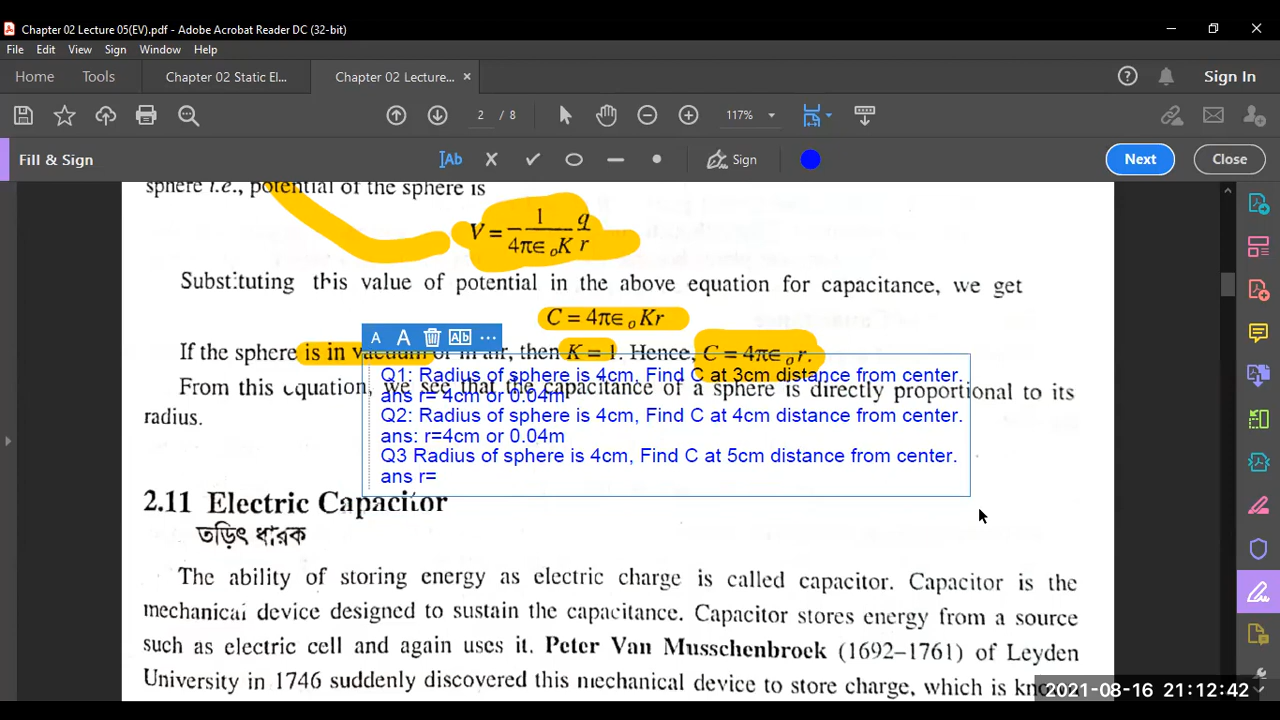 Chapter 02 Lecture 05(EV).pdf - Adobe Acrobat Reader DC (32-bit)
File Edit View Sign Window Help
Home Tools Chapter 02 Static El... Chapter 02 Lecture... × Sign In
2 / 8 117%
Fill & Sign Ab Sign Next Close
sphere i.e., potential of the sphere is
V = 1/4π∈₀K q/r
Substituting this value of potential in the above equation for capacitance, we get
C = 4π∈₀Kr
A A Ab ...
If the sphere is in vacuum or in air, then K = 1. Hence, C = 4π∈₀r.
Q1: Radius of sphere is 4cm, Find C at 3cm distance from center.
From this equation, we see that the capacitance of a sphere is directly proportional to its
ans r= 4cm or 0.04m
radius.
Q2: Radius of sphere is 4cm, Find C at 4cm distance from center.
ans: r=4cm or 0.04m
Q3 Radius of sphere is 4cm, Find C at 5cm distance from center.
ans r=
2.11 Electric Capacitor
তড়িৎ ধারক
The ability of storing energy as electric charge is called capacitor. Capacitor is the
mechanical device designed to sustain the capacitance. Capacitor stores energy from a source
such as electric cell and again uses it. Peter Van Musschenbroek (1692–1761) of Leyden
University in 1746 suddenly discovered this mechanical device to store charge, which is
2021-08-16 21:12:42